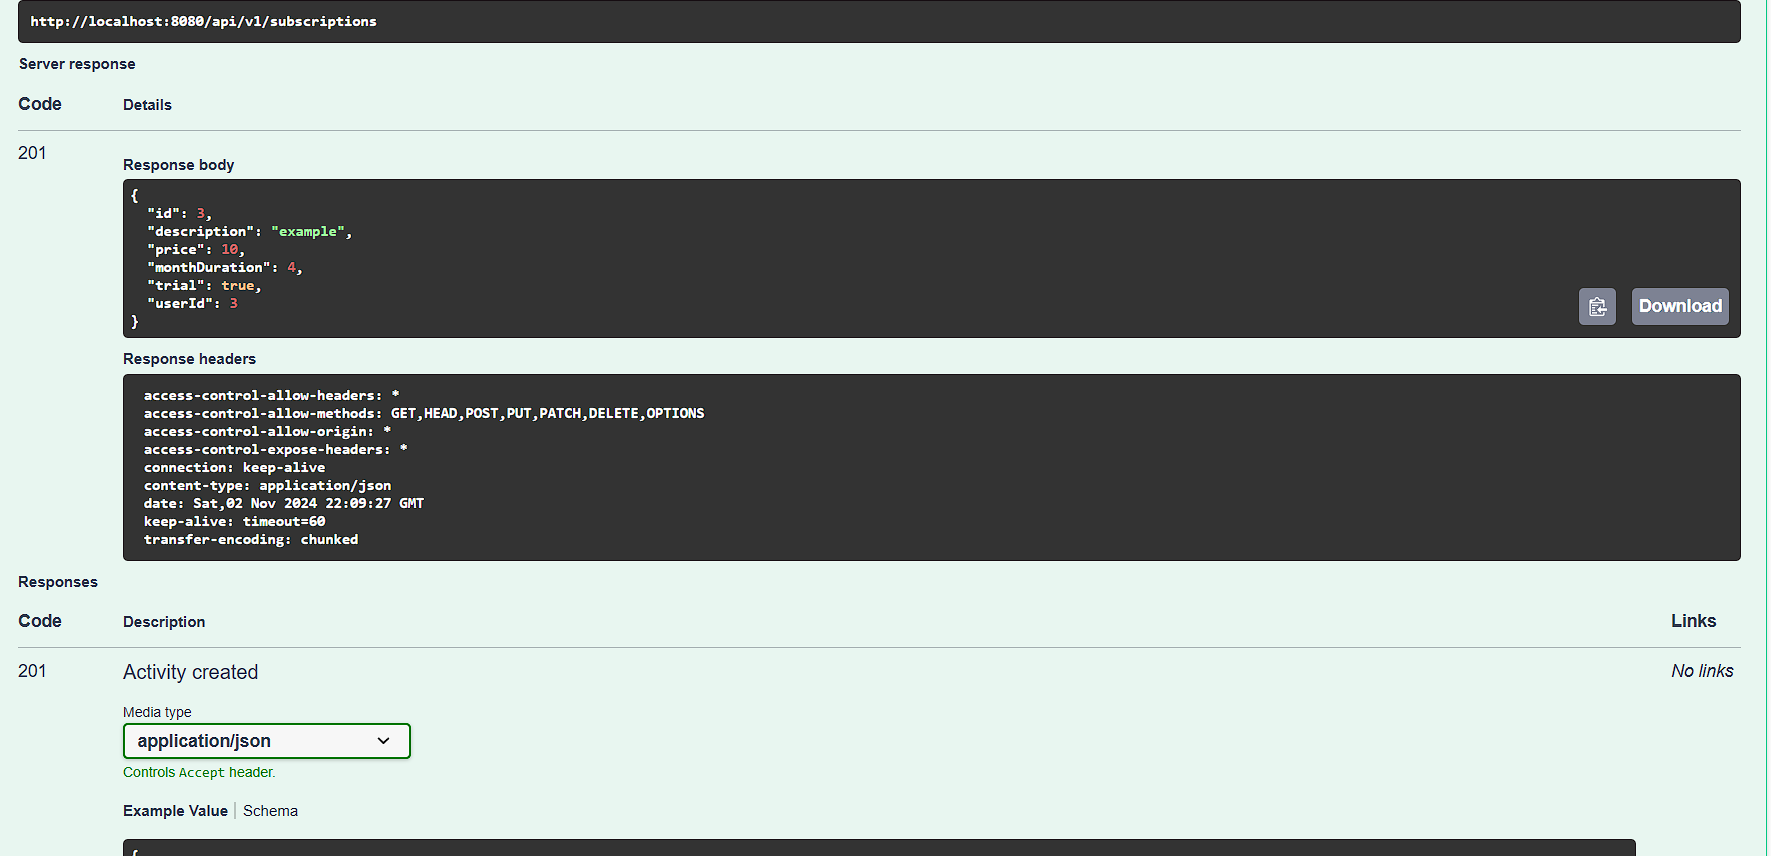 http://localhost:8080/api/v1/subscriptions
Server response
Code Details
201
Response body
{
  "id": 3,
  "description": "example",
  "price": 10,
  "monthDuration": 4,
  "trial": true,
  "userId": 3
}
Download
Response headers
access-control-allow-headers: *
access-control-allow-methods: GET,HEAD,POST,PUT,PATCH,DELETE,OPTIONS
access-control-allow-origin: *
access-control-expose-headers: *
connection: keep-alive
content-type: application/json
date: Sat,02 Nov 2024 22:09:27 GMT
keep-alive: timeout=60
transfer-encoding: chunked
Responses
Code Description Links
201 Activity created No links
Media type
application/json
Controls Accept header.
Example Value Schema
{